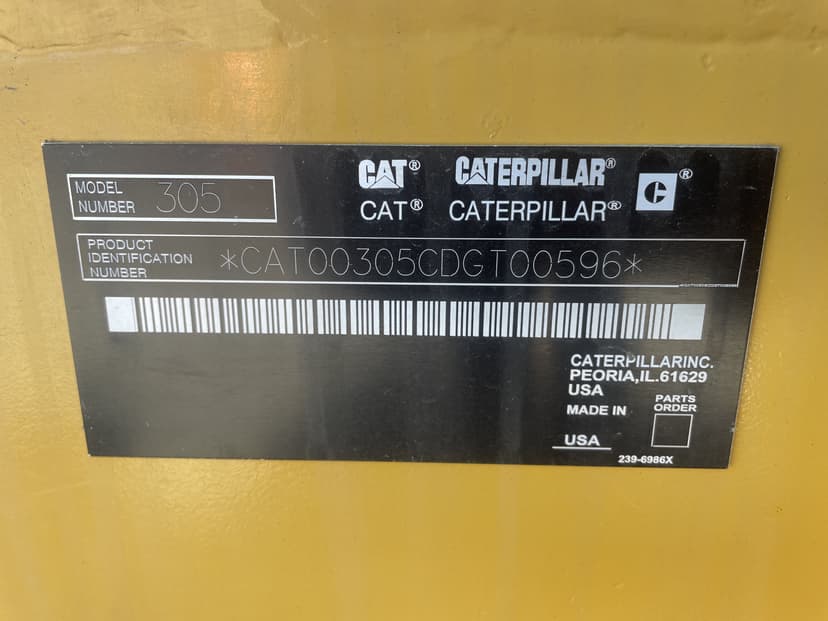 CAT® CATERPILLAR® C®
CAT® CATERPILLAR®
MODEL
NUMBER 305
PRODUCT
IDENTIFICATION
NUMBER *CAT00305CDGT00596*
CATERPILLARINC.
PEORIA,IL.61629
USA
MADE IN
USA
PARTS
ORDER
239-6986X